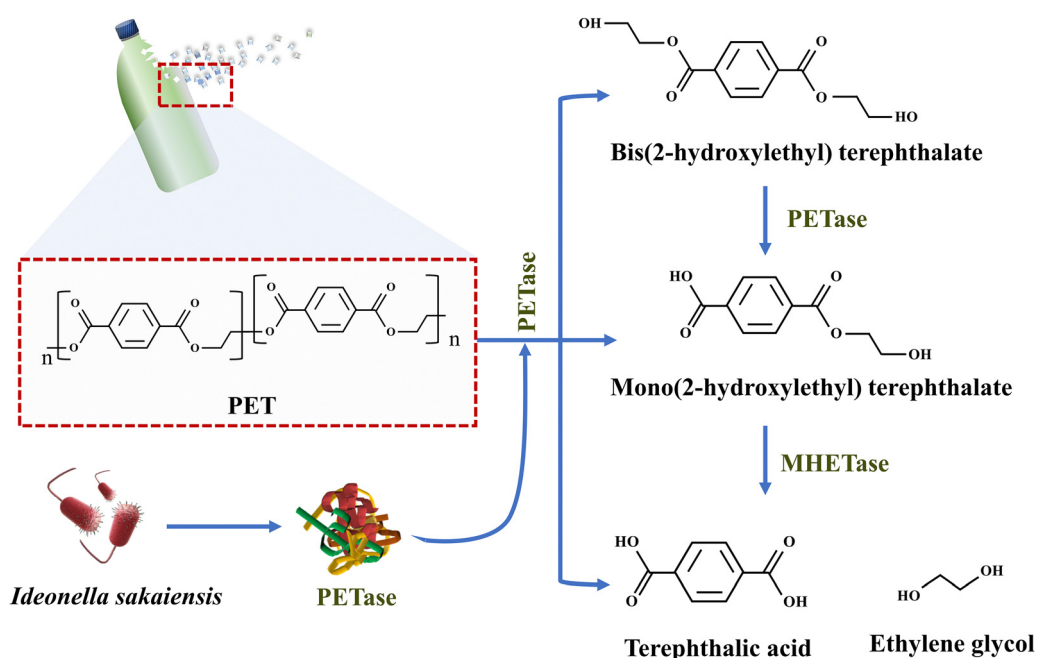 OH
O
O
O
O
HO
Bis(2-hydroxylethyl) terephthalate
PETase
PETase
HO
O
O
O
OH
Mono(2-hydroxylethyl) terephthalate
O
O
O
O
n
O
O
O
O
n
PET
MHETase
HO
O
O
OH
Terephthalic acid
HO
OH
Ethylene glycol
Ideonella sakaiensis
PETase